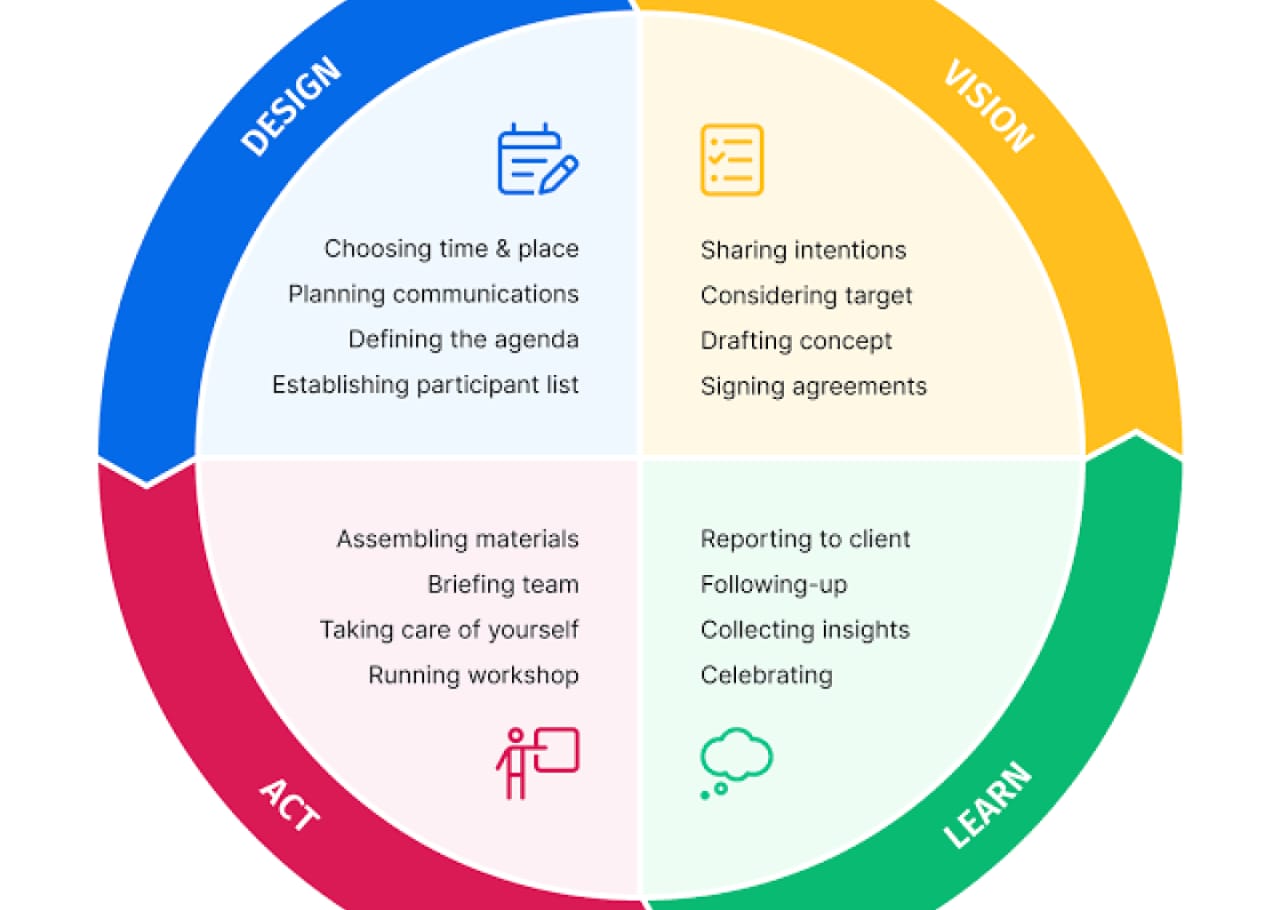 DESIGN
Choosing time & place
Planning communications
Defining the agenda
Establishing participant list
VISION
Sharing intentions
Considering target
Drafting concept
Signing agreements
ACT
Assembling materials
Briefing team
Taking care of yourself
Running workshop
LEARN
Reporting to client
Following-up
Collecting insights
Celebrating